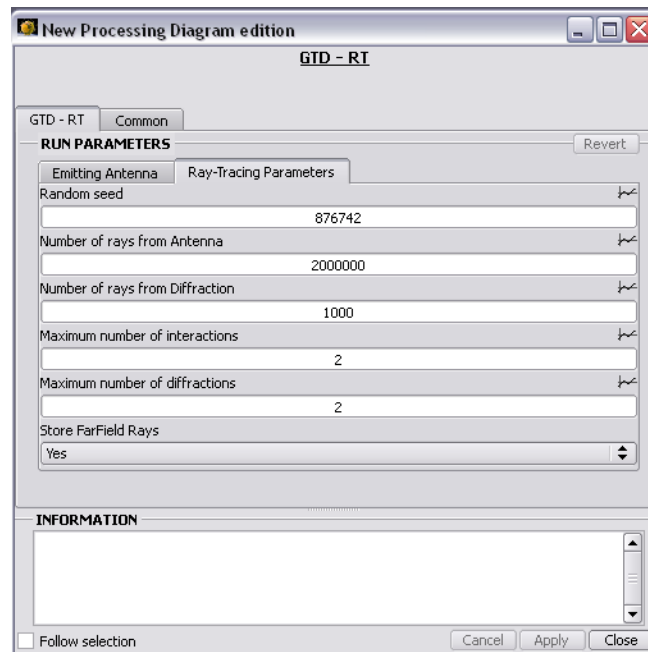 New Processing Diagram edition
GTD - RT
GTD - RT Common
RUN PARAMETERS Revert
Emitting Antenna Ray-Tracing Parameters
Random seed
876742
Number of rays from Antenna
2000000
Number of rays from Diffraction
1000
Maximum number of interactions
2
Maximum number of diffractions
2
Store FarField Rays
Yes
INFORMATION
Follow selection Cancel Apply Close